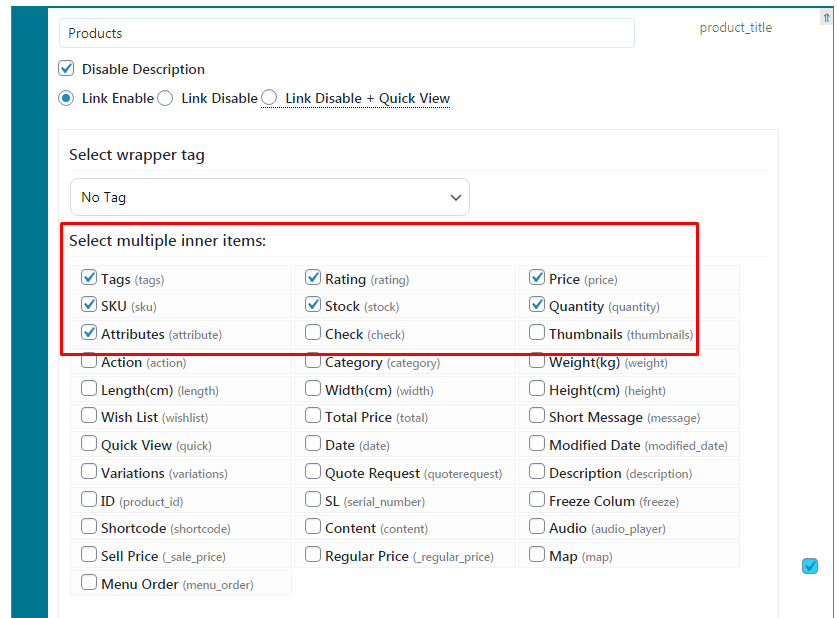 Products product_title
Disable Description
Link Enable Link Disable Link Disable + Quick View
Select wrapper tag
No Tag
Select multiple inner items:
Tags (tags) Rating (rating) Price (price)
SKU (sku) Stock (stock) Quantity (quantity)
Attributes (attribute) Check (check) Thumbnails (thumbnails)
Action (action) Category (category) Weight(kg) (weight)
Length(cm) (length) Width(cm) (width) Height(cm) (height)
Wish List (wishlist) Total Price (total) Short Message (message)
Quick View (quick) Date (date) Modified Date (modified_date)
Variations (variations) Quote Request (quoterequest) Description (description)
ID (product_id) SL (serial_number) Freeze Colum (freeze)
Shortcode (shortcode) Content (content) Audio (audio_player)
Sell Price (_sale_price) Regular Price (_regular_price) Map (map)
Menu Order (menu_order)